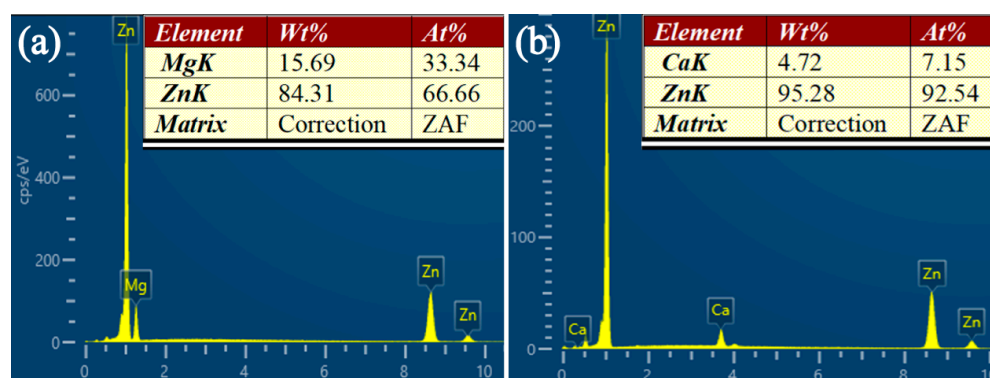 (a)
Zn
Element Wt% At%
MgK 15.69 33.34
ZnK 84.31 66.66
Matrix Correction ZAF
600
cps/eV
400
200
Mg
Zn
Zn
0
0 2 4 6 8 10
(b)
Zn
Element Wt% At%
CaK 4.72 7.15
ZnK 95.28 92.54
Matrix Correction ZAF
200
100
Ca
Ca
Zn
Zn
0
0 2 4 6 8 10